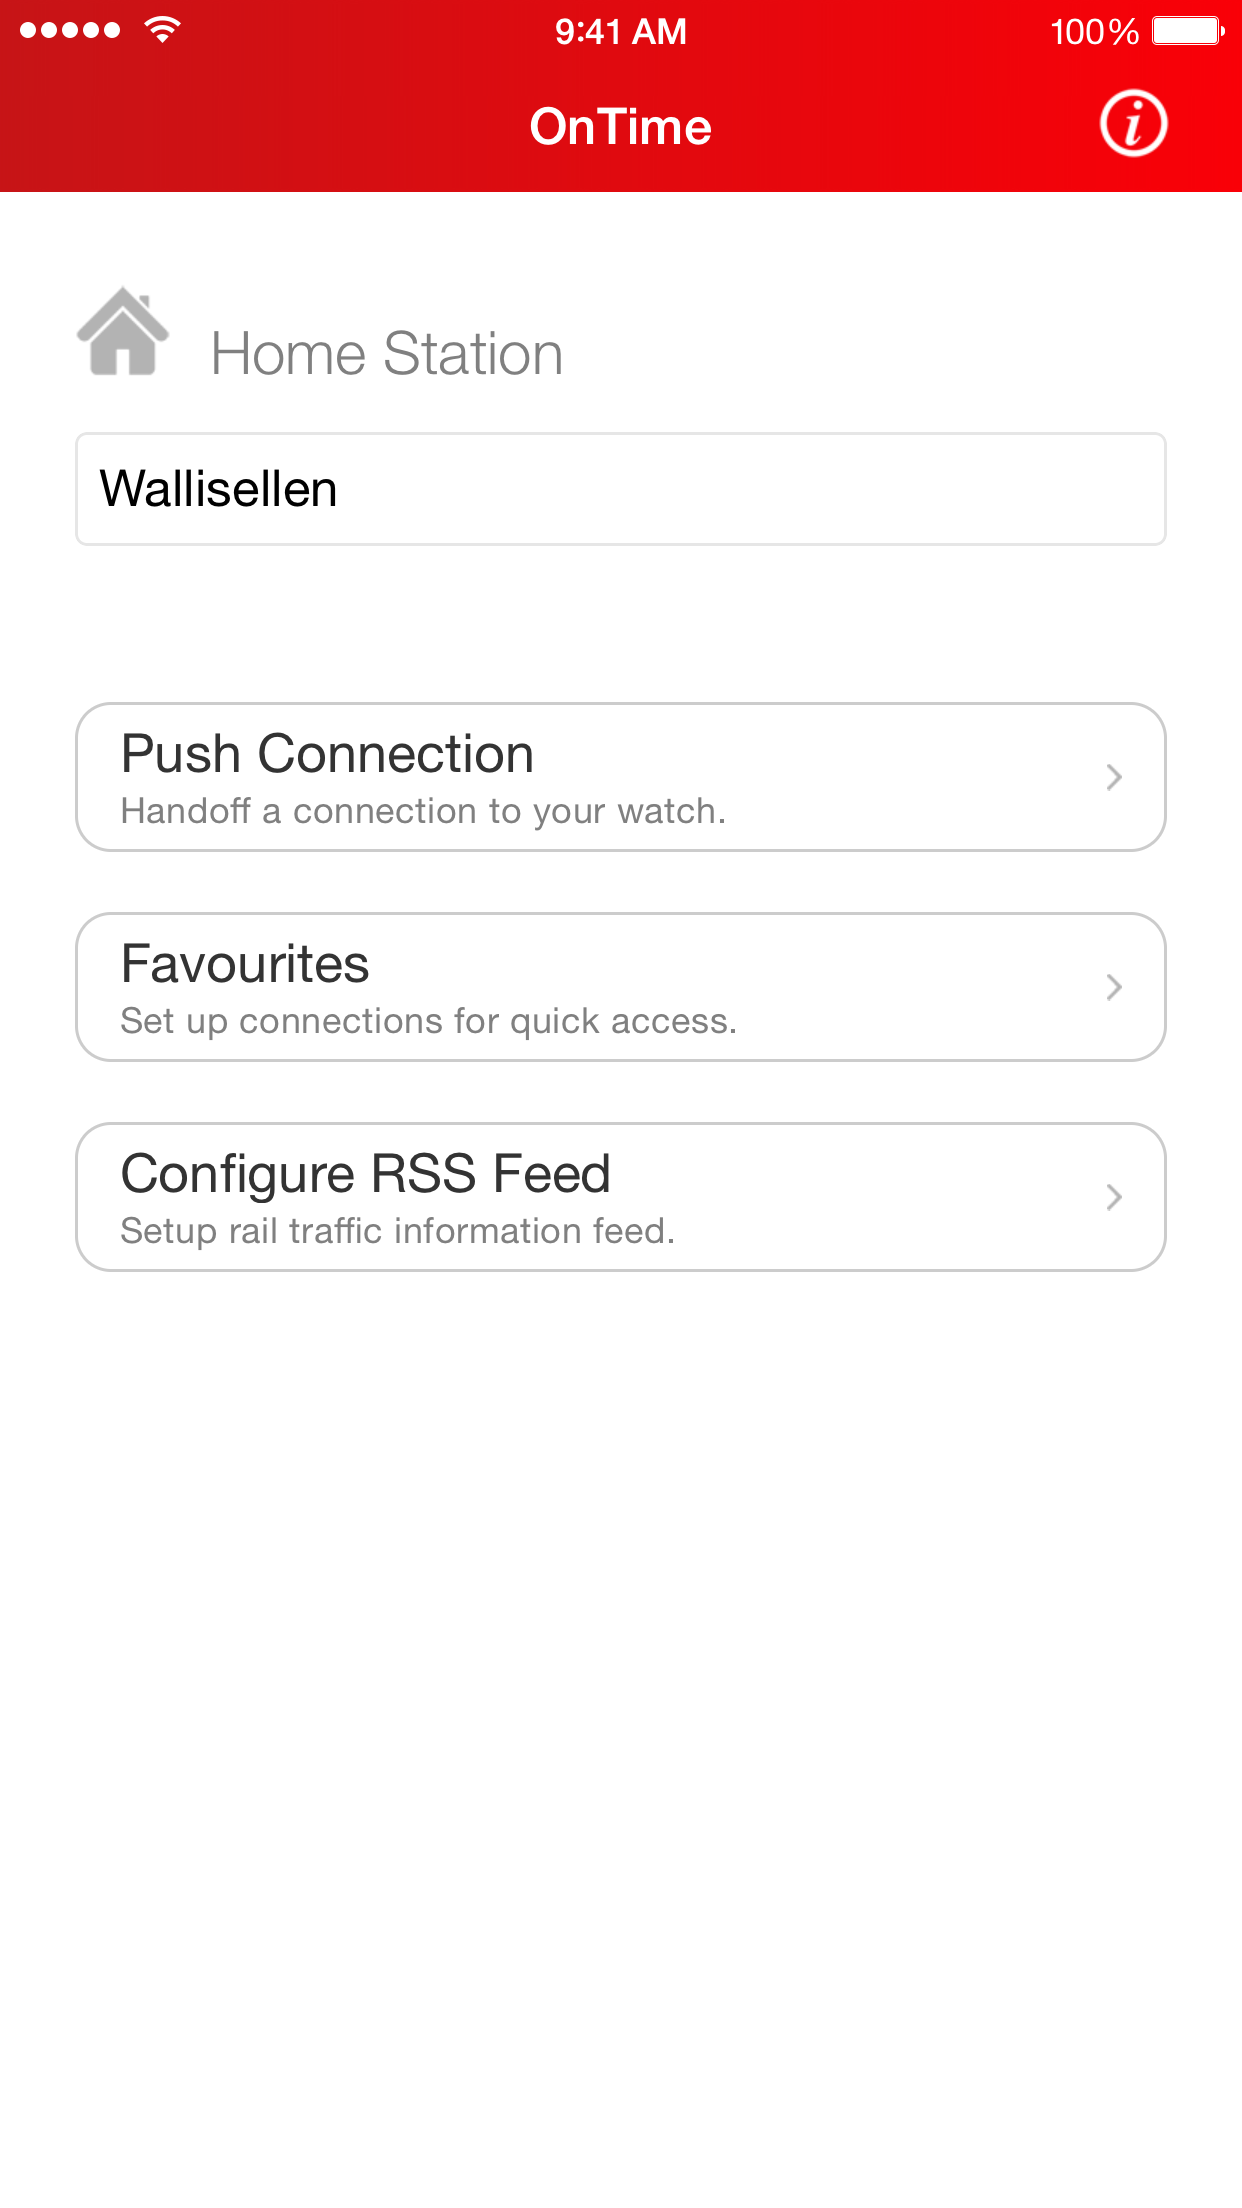 9:41 AM
100%
OnTime
Home Station
Wallisellen
Push Connection
Handoff a connection to your watch.
Favourites
Set up connections for quick access.
Configure RSS Feed
Setup rail traffic information feed.